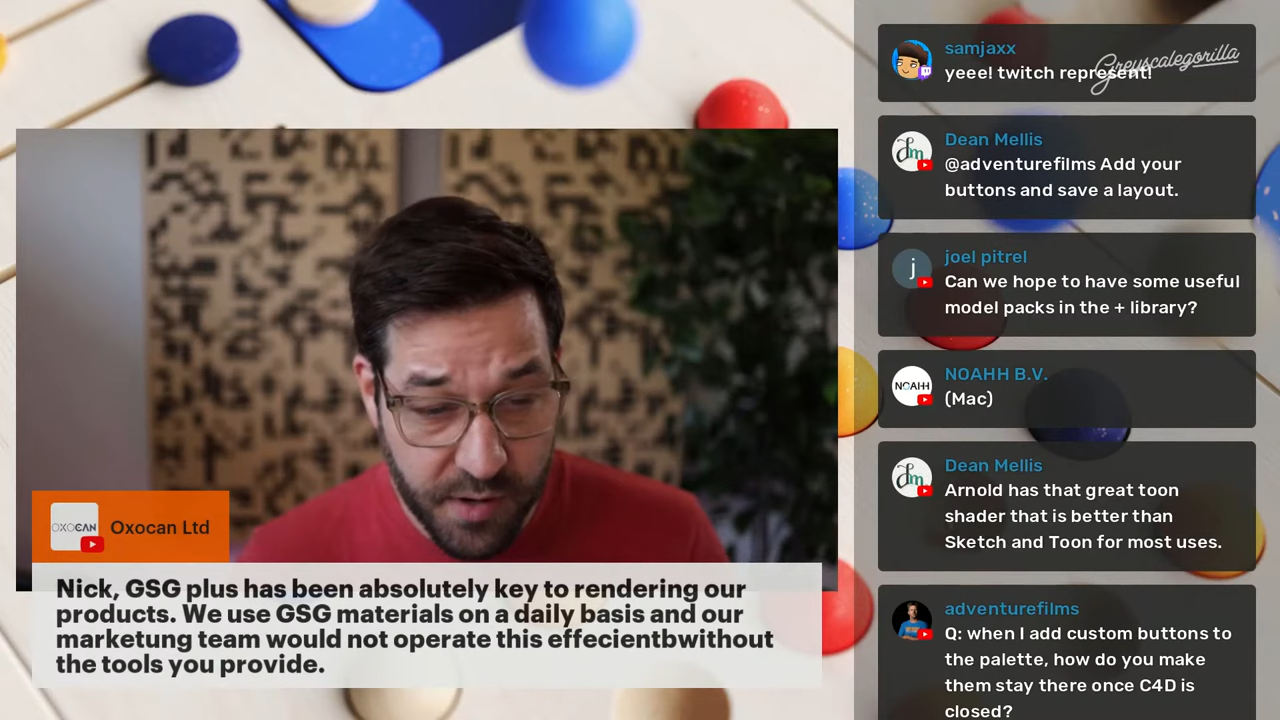 samjaxx
yeee! twitch represent!
Greyscalegorilla
Dean Mellis
@adventurefilms Add your
buttons and save a layout.
joel pitrel
Can we hope to have some useful
model packs in the + library?
NOAHH B.V.
(Mac)
Dean Mellis
Arnold has that great toon
shader that is better than
Sketch and Toon for most uses.
adventurefilms
Q: when I add custom buttons to
the palette, how do you make
them stay there once C4D is
closed?
OXOCAN
Oxocan Ltd
Nick, GSG plus has been absolutely key to rendering our
products. We use GSG materials on a daily basis and our
marketung team would not operate this effecientbwithout
the tools you provide.
dm
j
NOAHH
dm